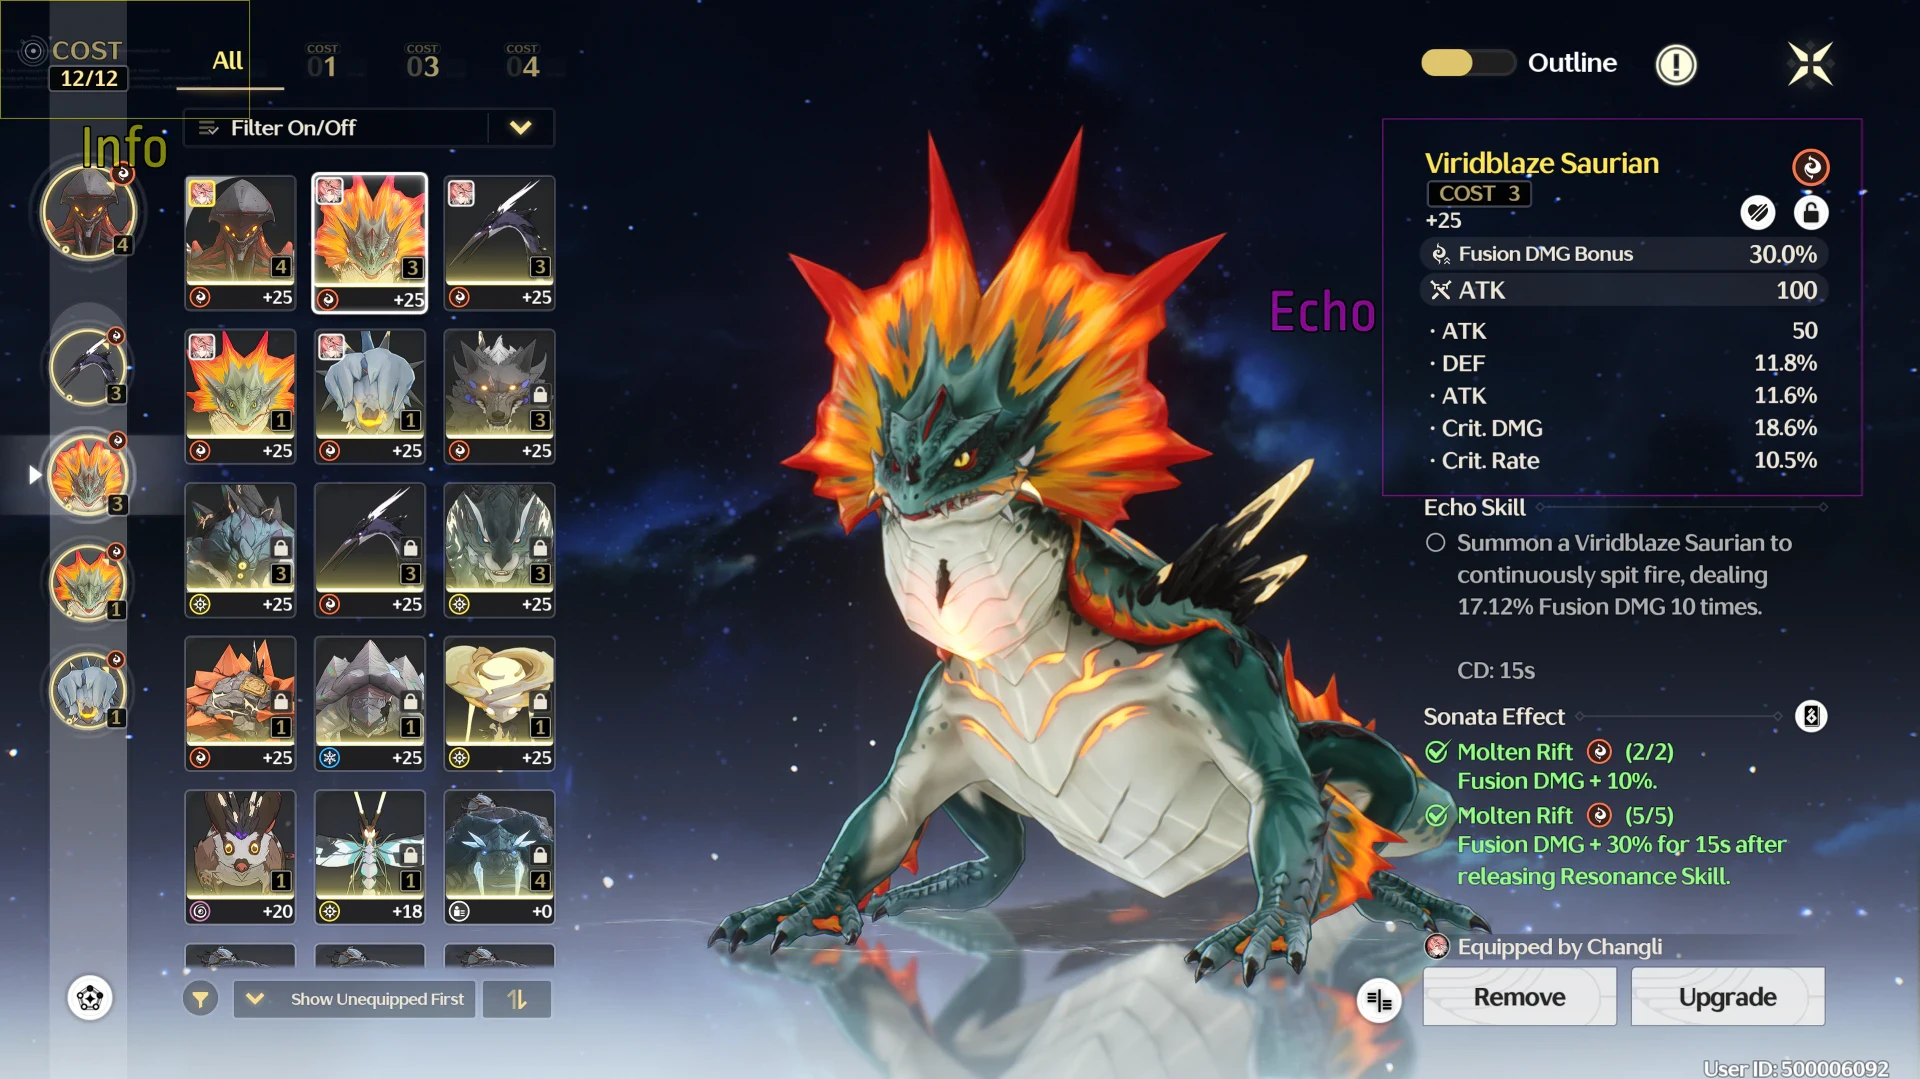 COST
12/12
All
COST 01
COST 03
COST 04
Outline
Filter On/Off
Info
Echo
4
3
3
1
1
4
+25
3
+25
3
+25
1
+25
1
+25
3
+25
3
+25
3
+25
3
+25
1
+25
1
+25
1
+25
1
+20
1
+18
4
+0
Show Unequipped First
Viridblaze Saurian
COST 3
+25
Fusion DMG Bonus 30.0%
ATK 100
· ATK 50
· DEF 11.8%
· ATK 11.6%
· Crit. DMG 18.6%
· Crit. Rate 10.5%
Echo Skill
Summon a Viridblaze Saurian to
continuously spit fire, dealing
17.12% Fusion DMG 10 times.
CD: 15s
Sonata Effect
Molten Rift (2/2)
Fusion DMG + 10%.
Molten Rift (5/5)
Fusion DMG + 30% for 15s after
releasing Resonance Skill.
Equipped by Changli
Remove
Upgrade
User ID: 500006092